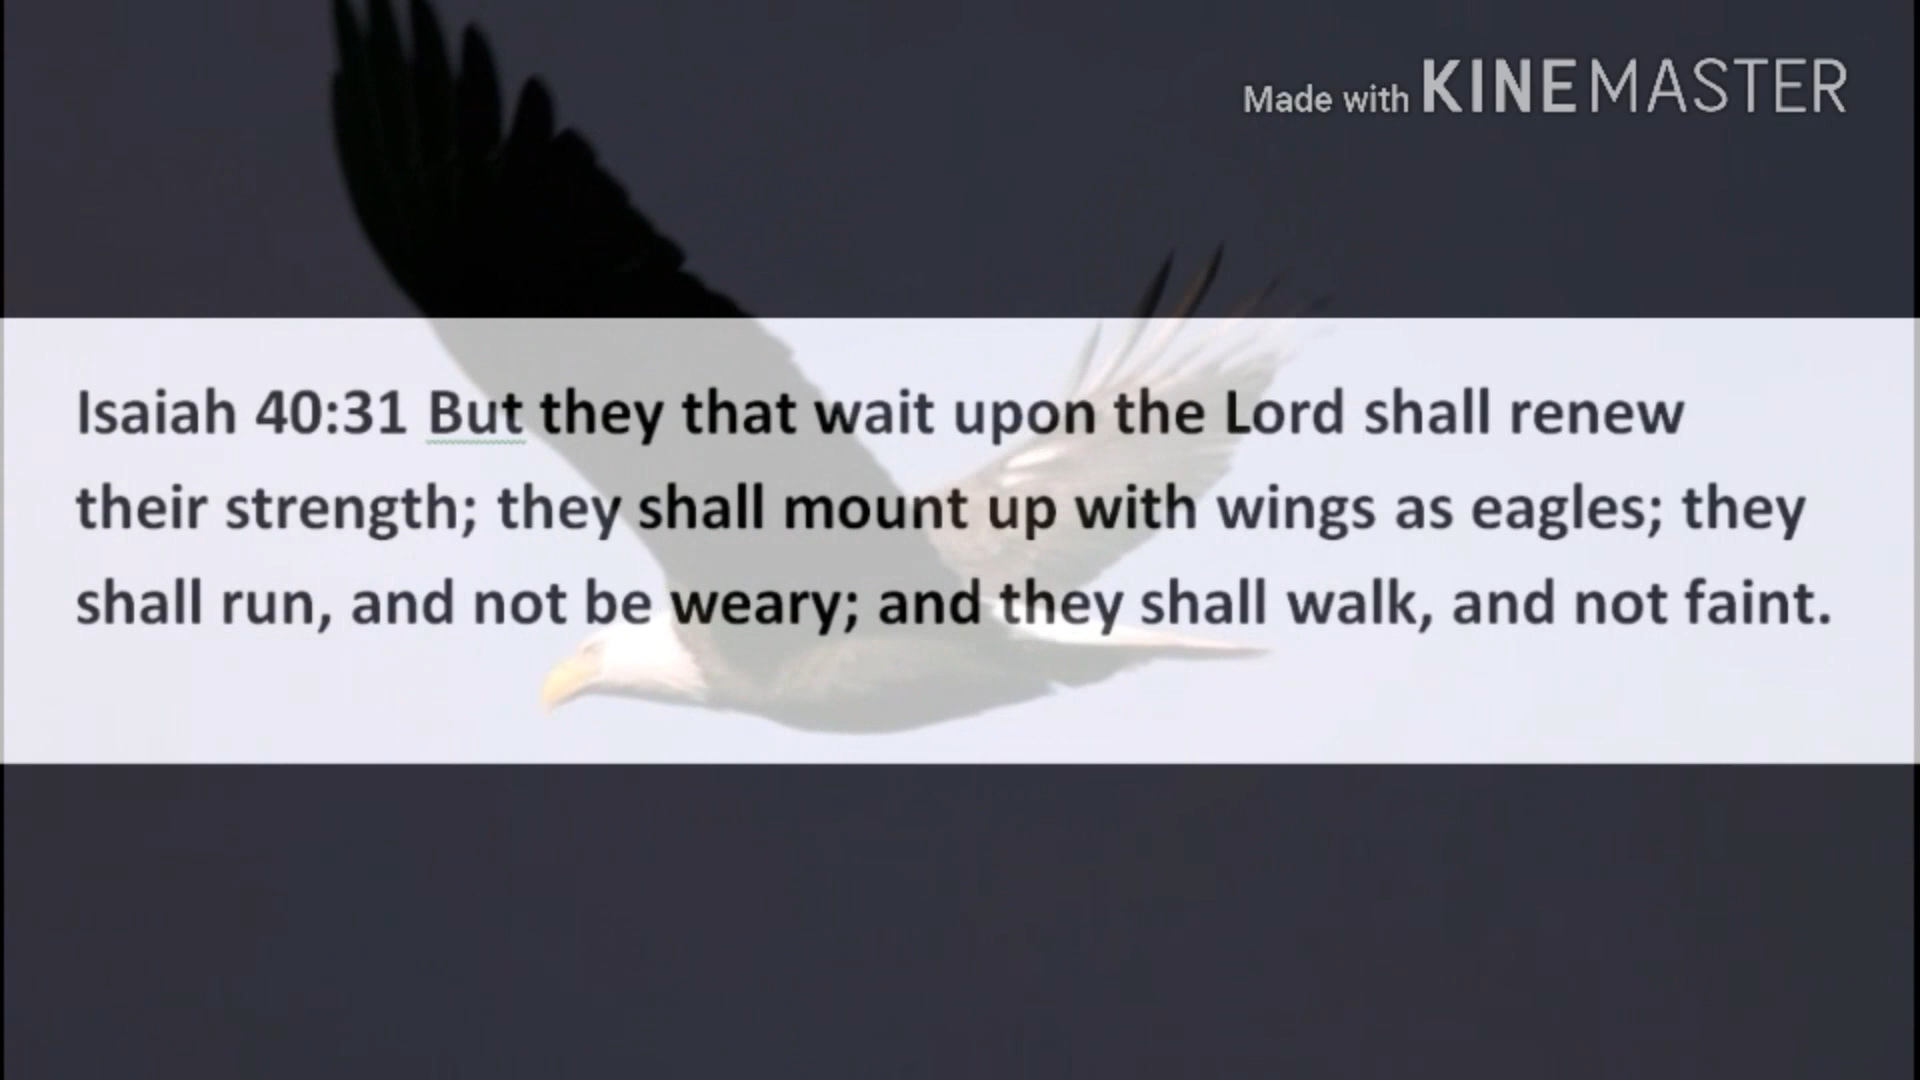 Made with KINEMASTER
Isaiah 40:31 But they that wait upon the Lord shall renew
their strength; they shall mount up with wings as eagles; they
shall run, and not be weary; and they shall walk, and not faint.